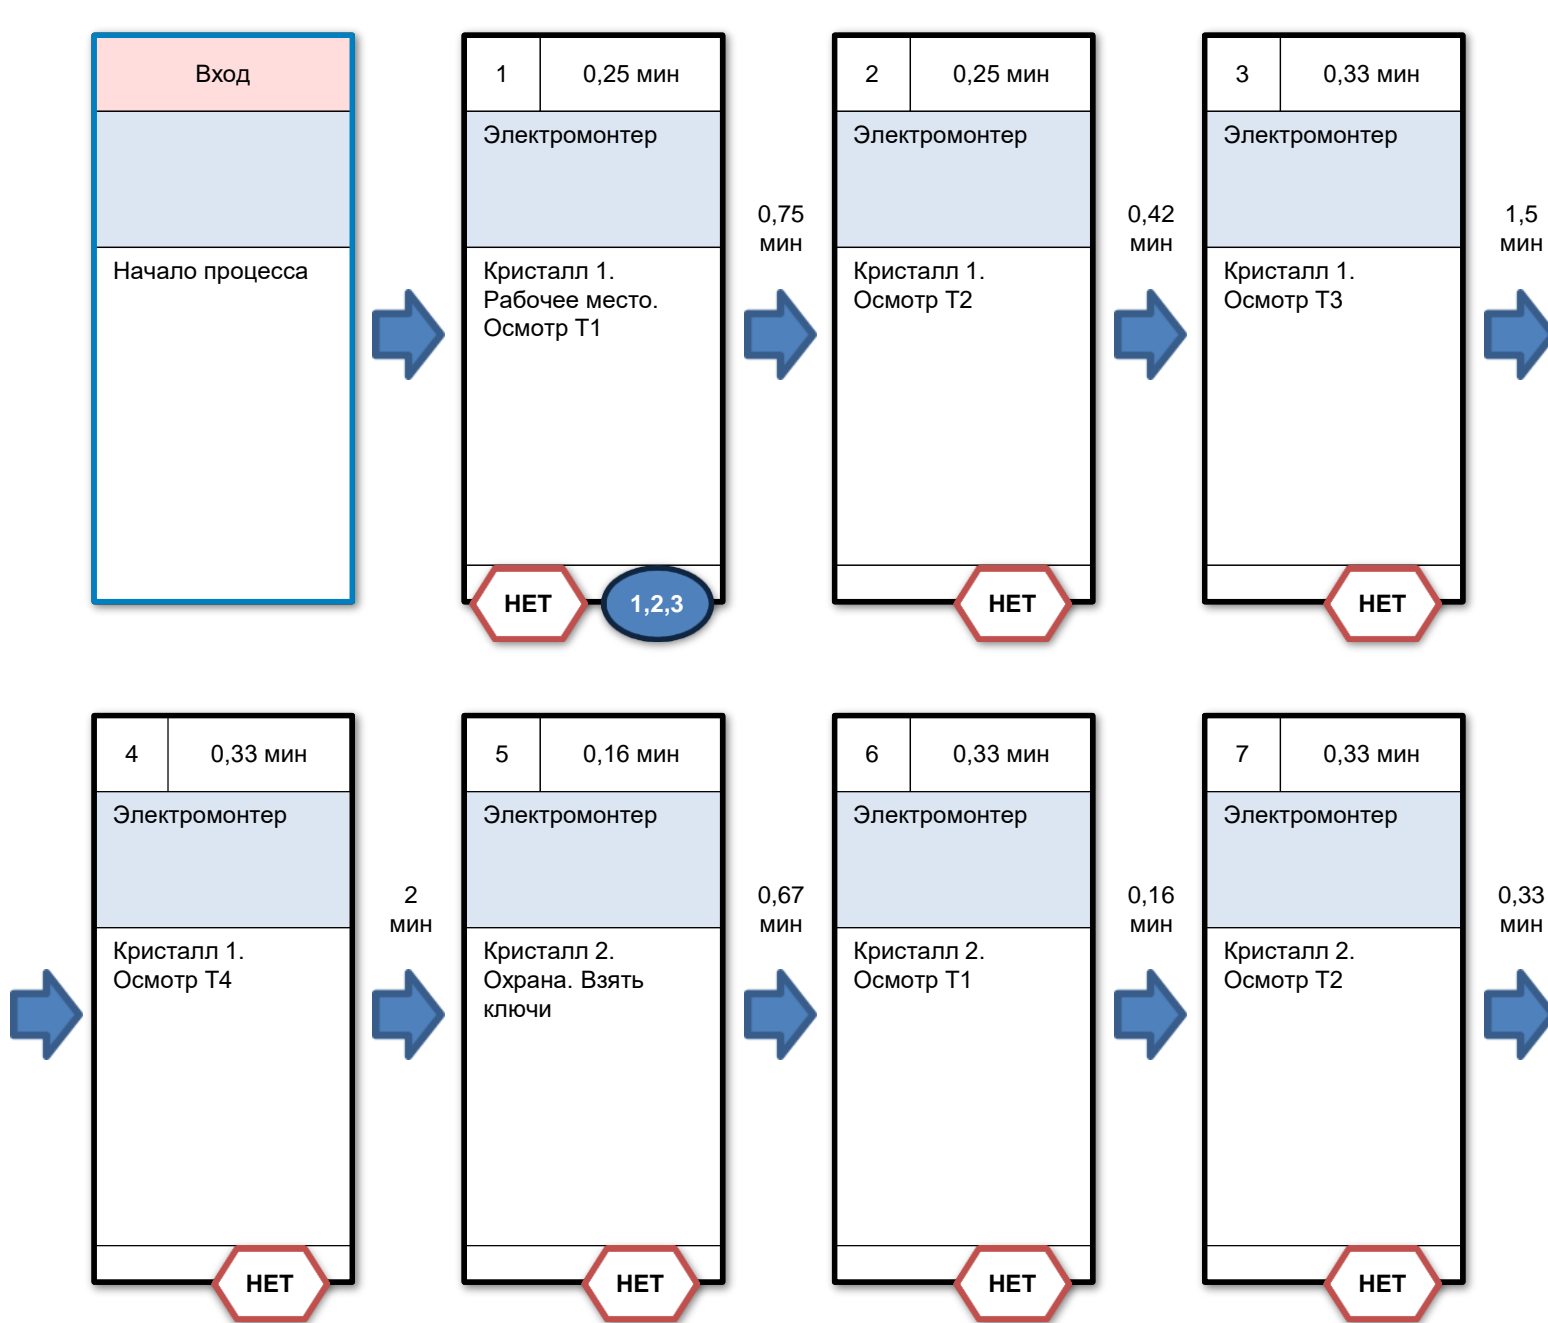 Вход
Начало процесса
1
0,25 мин
Электромонтер
Кристалл 1.
Рабочее место.
Осмотр Т1
НЕТ
1,2,3
0,75
мин
2
0,25 мин
Электромонтер
Кристалл 1.
Осмотр Т2
НЕТ
0,42
мин
3
0,33 мин
Электромонтер
Кристалл 1.
Осмотр Т3
НЕТ
1,5
мин
4
0,33 мин
Электромонтер
Кристалл 1.
Осмотр Т4
НЕТ
2
мин
5
0,16 мин
Электромонтер
Кристалл 2.
Охрана. Взять
ключи
НЕТ
0,67
мин
6
0,33 мин
Электромонтер
Кристалл 2.
Осмотр Т1
НЕТ
0,16
мин
7
0,33 мин
Электромонтер
Кристалл 2.
Осмотр Т2
НЕТ
0,33
мин